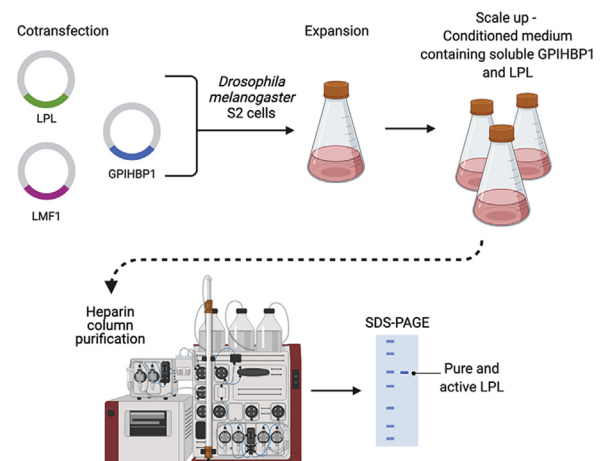 Cotransfection
LPL
GPIHBP1
LMF1
Drosophila
melanogaster
S2 cells
Expansion
Scale up -
Conditioned medium
containing soluble GPIHBP1
and LPL
Heparin
column
purification
SDS-PAGE
Pure and
active LPL